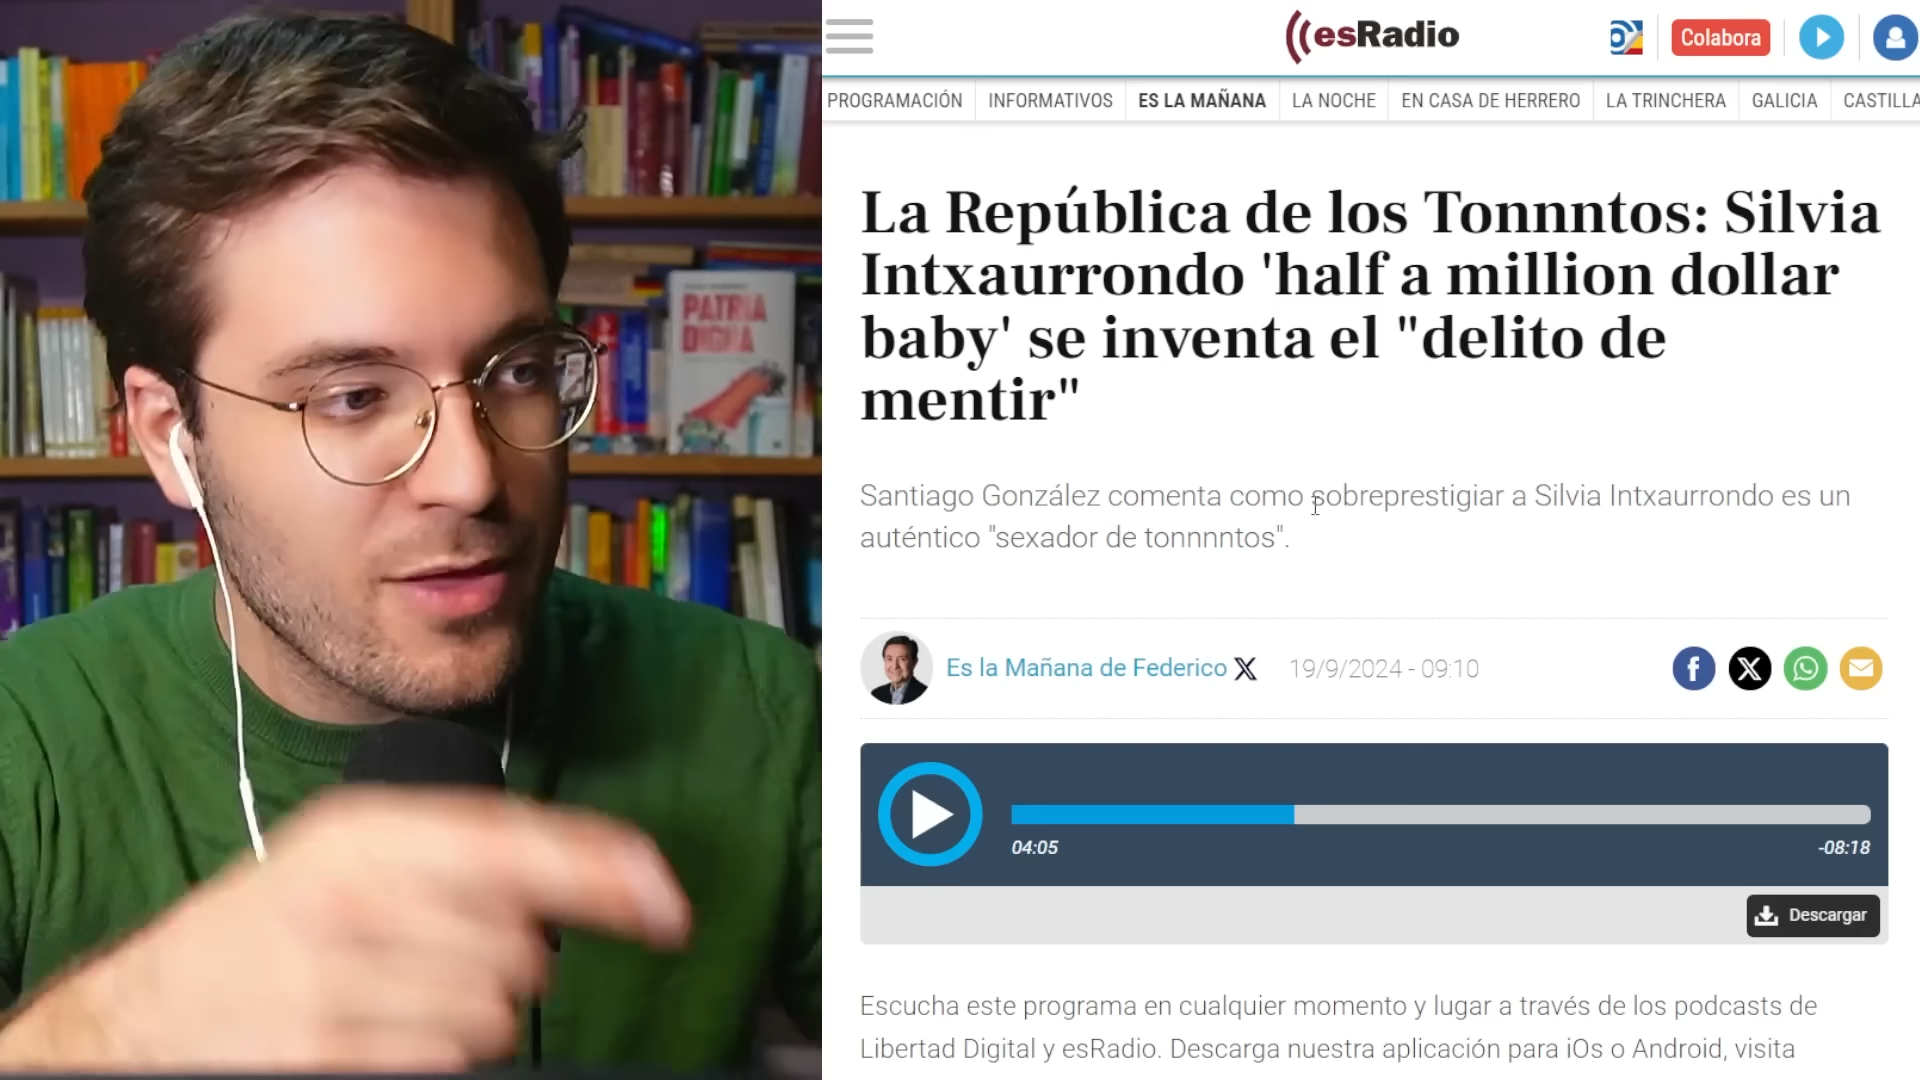 esRadio
Colabora
PROGRAMACIÓN INFORMATIVOS ES LA MAÑANA LA NOCHE EN CASA DE HERRERO LA TRINCHERA GALICIA CASTILLA
La República de los Tonnntos: Silvia
Intxaurrondo 'half a million dollar
baby' se inventa el "delito de
mentir"
Santiago González comenta como sobreprestigiar a Silvia Intxaurrondo es un
auténtico "sexador de tonnnntos".
Es la Mañana de Federico
19/9/2024 - 09:10
04:05
-08:18
Descargar
Escucha este programa en cualquier momento y lugar a través de los podcasts de
Libertad Digital y esRadio. Descarga nuestra aplicación para iOs o Android, visita
PATRIA
DIGNA